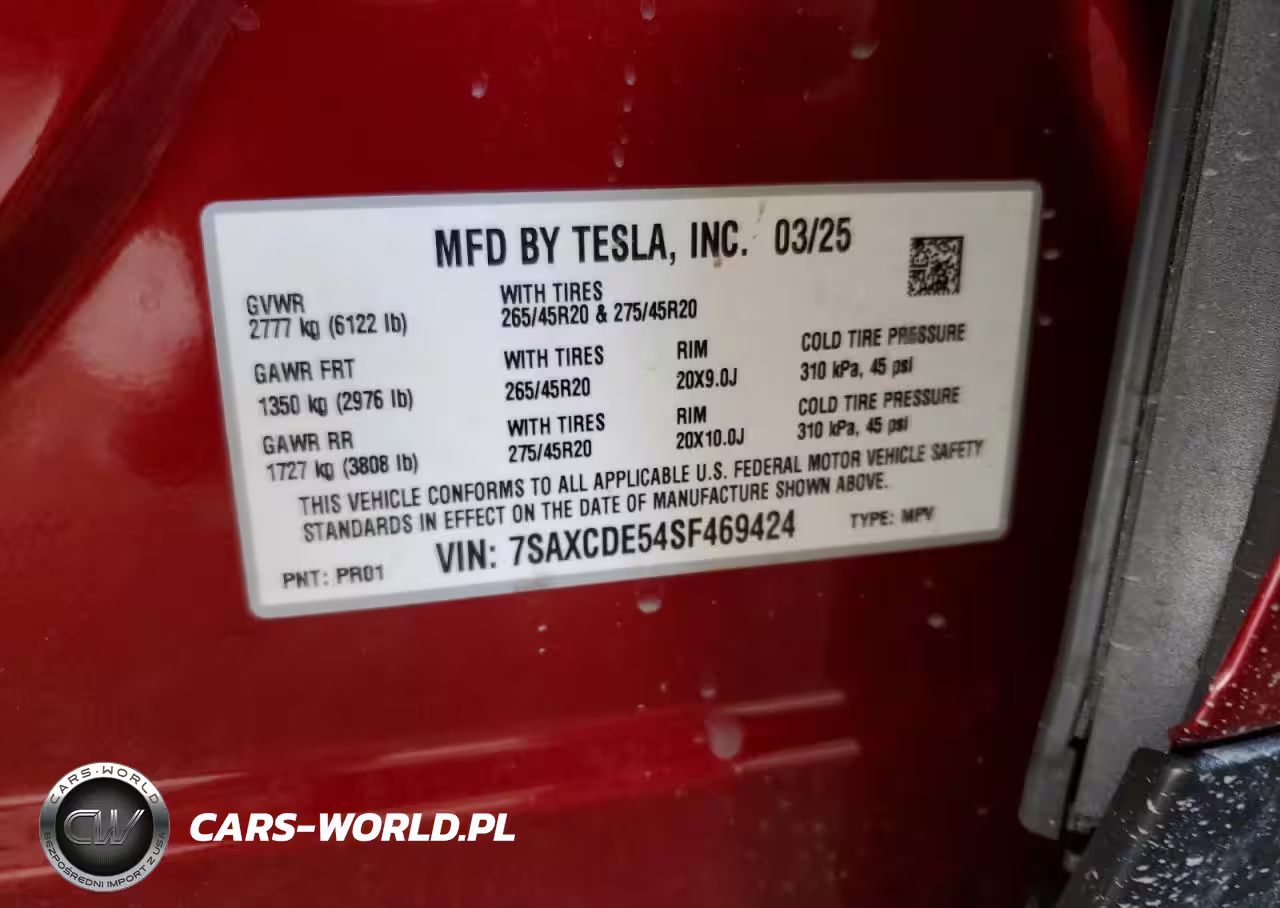 MFD BY TESLA, INC. 03/25
GVWR
2777 kg (6122 lb)
WITH TIRES
265/45R20 & 275/45R20
GAWR FRT
1350 kg (2976 lb)
WITH TIRES
265/45R20
RIM
20X9.0J
COLD TIRE PRESSURE
310 kPa, 45 psi
GAWR RR
1727 kg (3808 lb)
WITH TIRES
275/45R20
RIM
20X10.0J
COLD TIRE PRESSURE
310 kPa, 45 psi
THIS VEHICLE CONFORMS TO ALL APPLICABLE U.S. FEDERAL MOTOR VEHICLE SAFETY
STANDARDS IN EFFECT ON THE DATE OF MANUFACTURE SHOWN ABOVE.
PNT: PR01
VIN: 7SAXCDE54SF469424
TYPE: MPV
CARS-WORLD
CW
BEZPOŚREDNI IMPORT Z USA
CARS-WORLD.PL